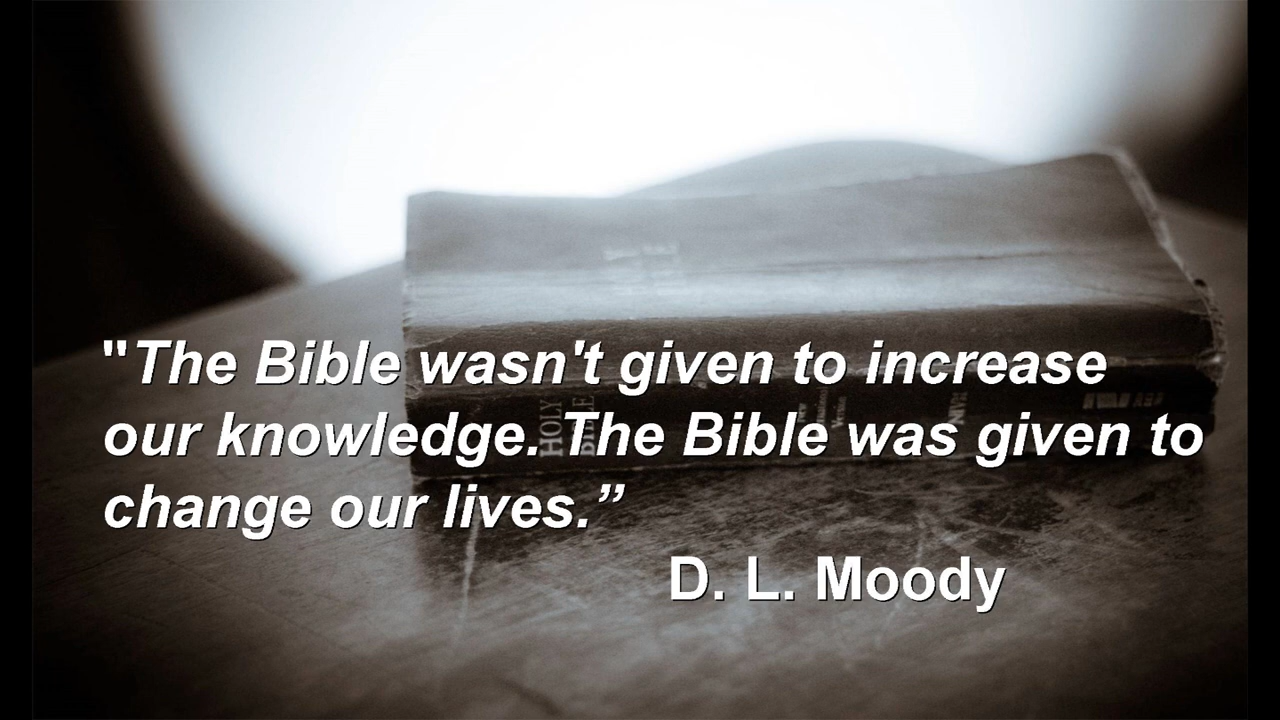 "The Bible wasn't given to increase
our knowledge. The Bible was given to
change our lives.”
D. L. Moody
HOLY
BIBLE